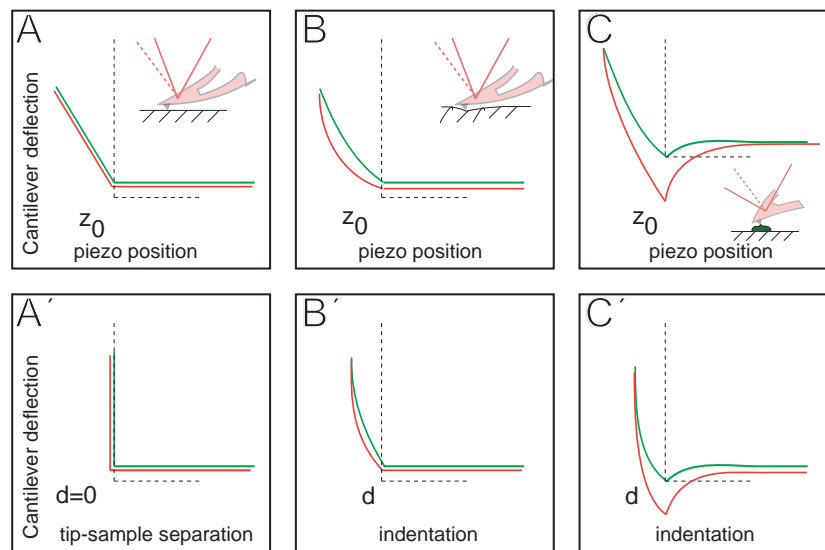 A
B
C
Cantilever deflection
z0
z0
z0
piezo position
piezo position
piezo position
A´
B´
C´
Cantilever deflection
d=0
d
d
tip-sample separation
indentation
indentation